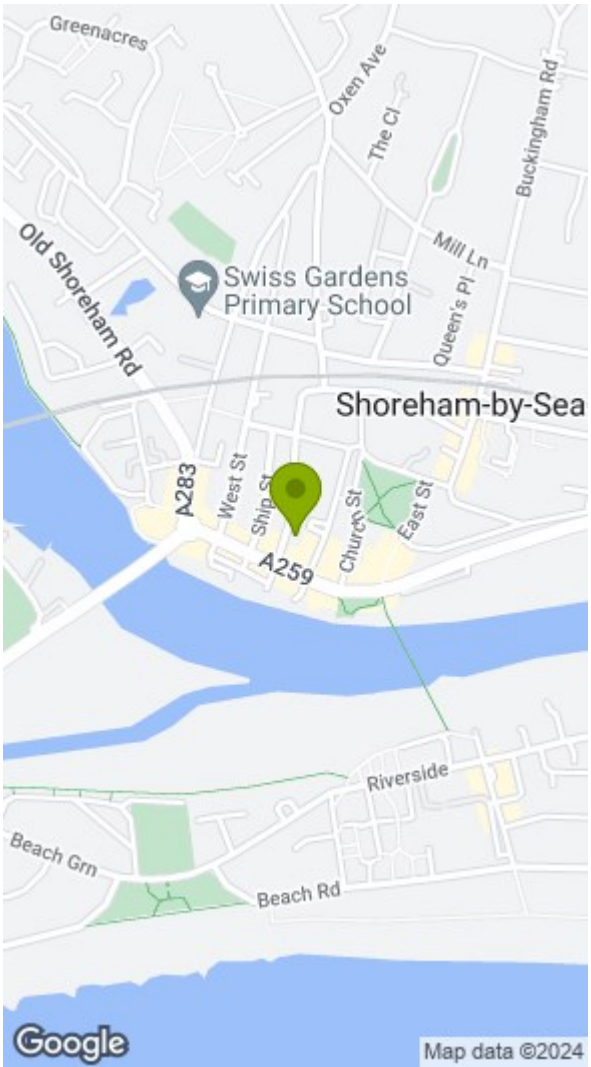 Greenacres
Oxen Ave
The Cl
Buckingham Rd
Mill Ln
Old Shoreham Rd
Swiss Gardens
Primary School
Queen's Pl
Shoreham-by-Sea
A283
West St
Ship St
Church St
East St
A259
Riverside
Beach Grn
Beach Rd
Google
Map data ©2024